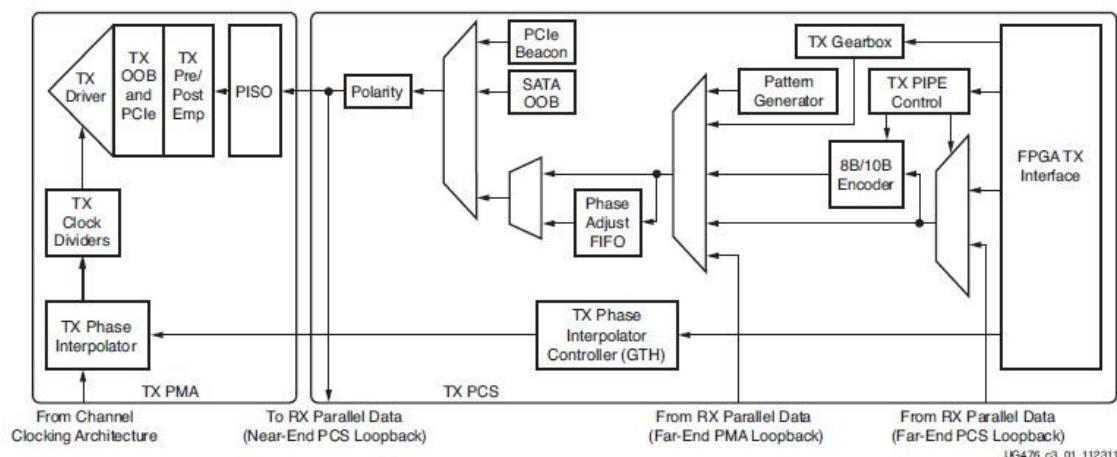 TX
Driver
TX
OOB
and
PCIe
TX
Pre/
Post
Emp
PISO
Polarity
PCIe
Beacon
SATA
OOB
TX Gearbox
Pattern
Generator
TX PIPE
Control
FPGA TX
Interface
8B/10B
Encoder
Phase
Adjust
FIFO
TX
Clock
Dividers
TX Phase
Interpolator
TX Phase
Interpolator
Controller (GTH)
TX PMA
TX PCS
From Channel
Clocking Architecture
To RX Parallel Data
(Near-End PCS Loopback)
From RX Parallel Data
(Far-End PMA Loopback)
From RX Parallel Data
(Far-End PCS Loopback)
UG476_c3_01_112311